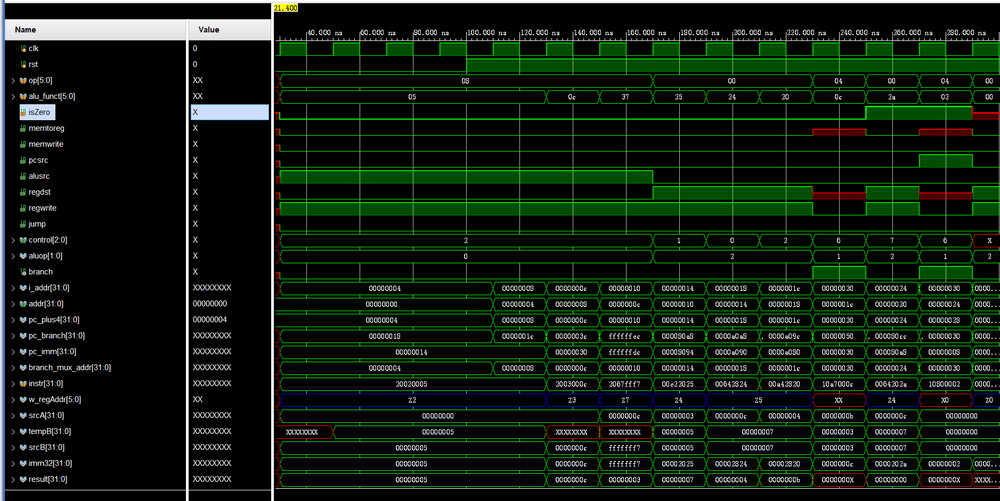 21.400
Name Value
40.000 ns 60.000 ns 80.000 ns 100.000 ns 120.000 ns 140.000 ns 160.000 ns 180.000 ns 200.000 ns 220.000 ns 240.000 ns 260.000 ns 280.000 ns
clk 0
rst 0
op[5:0] XX 08 00 04 00 04 00
alu_funct[5:0] XX 05 0c 37 25 24 20 0c 2a 02 00
isZero X
memtoreg X
memwrite X
pcsrc X
alusrc X
regdst X
regwrite X
jump X
control[2:0] X 2 1 0 2 6 7 6 X
aluop[1:0] X 0 2 1 2 1 2
branch X
i_addr[31:0] XXXXXXXX 00000004 00000008 0000000c 00000010 00000014 00000018 0000001c 00000020 00000024 00000030 0000...
addr[31:0] 00000000 00000000 00000004 00000008 0000000c 00000010 00000014 00000018 0000001c 00000020 00000024 0000...
pc_plus4[31:0] 00000004 00000004 00000008 0000000c 00000010 00000014 00000018 0000001c 00000020 00000024 00000028 0000...
pc_branch[31:0] XXXXXXXX 00000018 0000001c 0000003c ffffffec 000080a8 0000a0a8 . 0000a09c 00000050 . 000080cc . 00000030 0000...
pc_imm[31:0] XXXXXXXX 00000014 00000030 ffffffdc 00008094 0000a090 0000a080 00000030 000080a8 00000008 0000...
branch_mux_addr[31:0] XXXXXXXX 00000004 00000008 0000000c 00000010 00000014 00000018 0000001c 00000020 00000024 00000030 0000...
instr[31:0] XXXXXXXX 20020005 2003000c 2067fff7 00e22025 00642824 00a42820 10a7000c 0064202a 10800002 0000...
w_regAddr[5:0] XX Z2 Z3 Z7 Z4 Z5 XX Z4 X0 Z0
srcA[31:0] XXXXXXXX 00000000 0000000c 00000003 0000000c 00000004 0000000b 0000000c 00000000
tempB[31:0] XXXXXXXX XXXXXXXX 00000005 XXXXXXXX XXXXXXXX 00000005 00000007 00000003 00000007 00000000
srcB[31:0] XXXXXXXX 00000005 0000000c fffffff7 00000005 00000007 00000003 00000007 00000000
imm32[31:0] XXXXXXXX 00000005 0000000c fffffff7 00002025 00002824 00002820 0000000c 0000202a 00000002 0000...
result[31:0] XXXXXXXX 00000005 0000000c 00000003 00000007 00000004 0000000b 0000000X 00000000 0000000X XXXX...